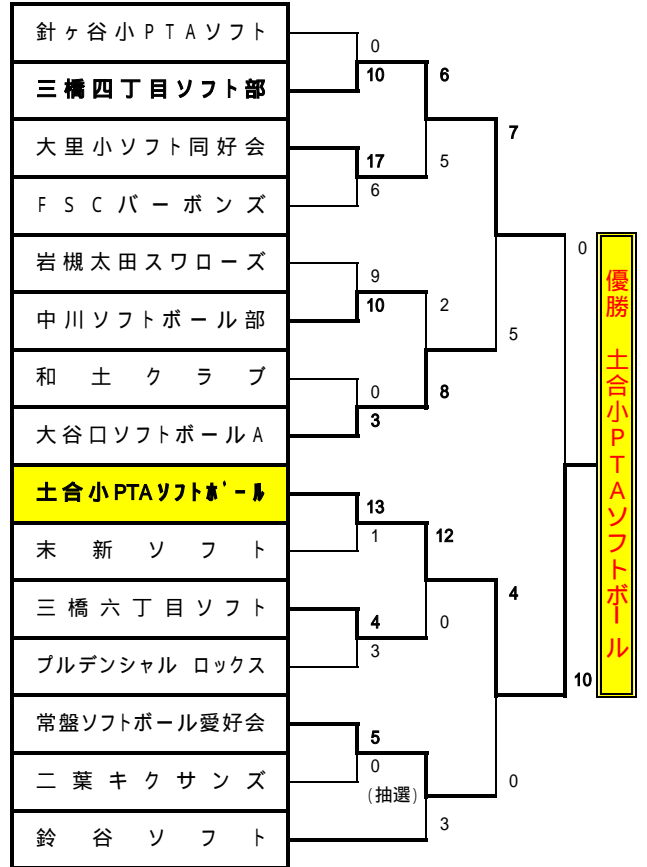 針ヶ谷小PTAソフト
0
10
三橋四丁目ソフト部
6
7
大里小ソフト同好会
17
5
6
FSCバーボンズ
0
岩槻太田スワローズ
9
10
中川ソフトボール部
2
5
和土クラブ
0
8
3
大谷口ソフトボールA
土合小PTAソフトボール
13
1
12
末新ソフト
三橋六丁目ソフト
4
4
0
3
プルデンシャル ロックス
10
常盤ソフトボール愛好会
5
0
二葉キクサンズ
(抽選)
0
3
鈴谷ソフト
優勝 土合小PTAソフトボール